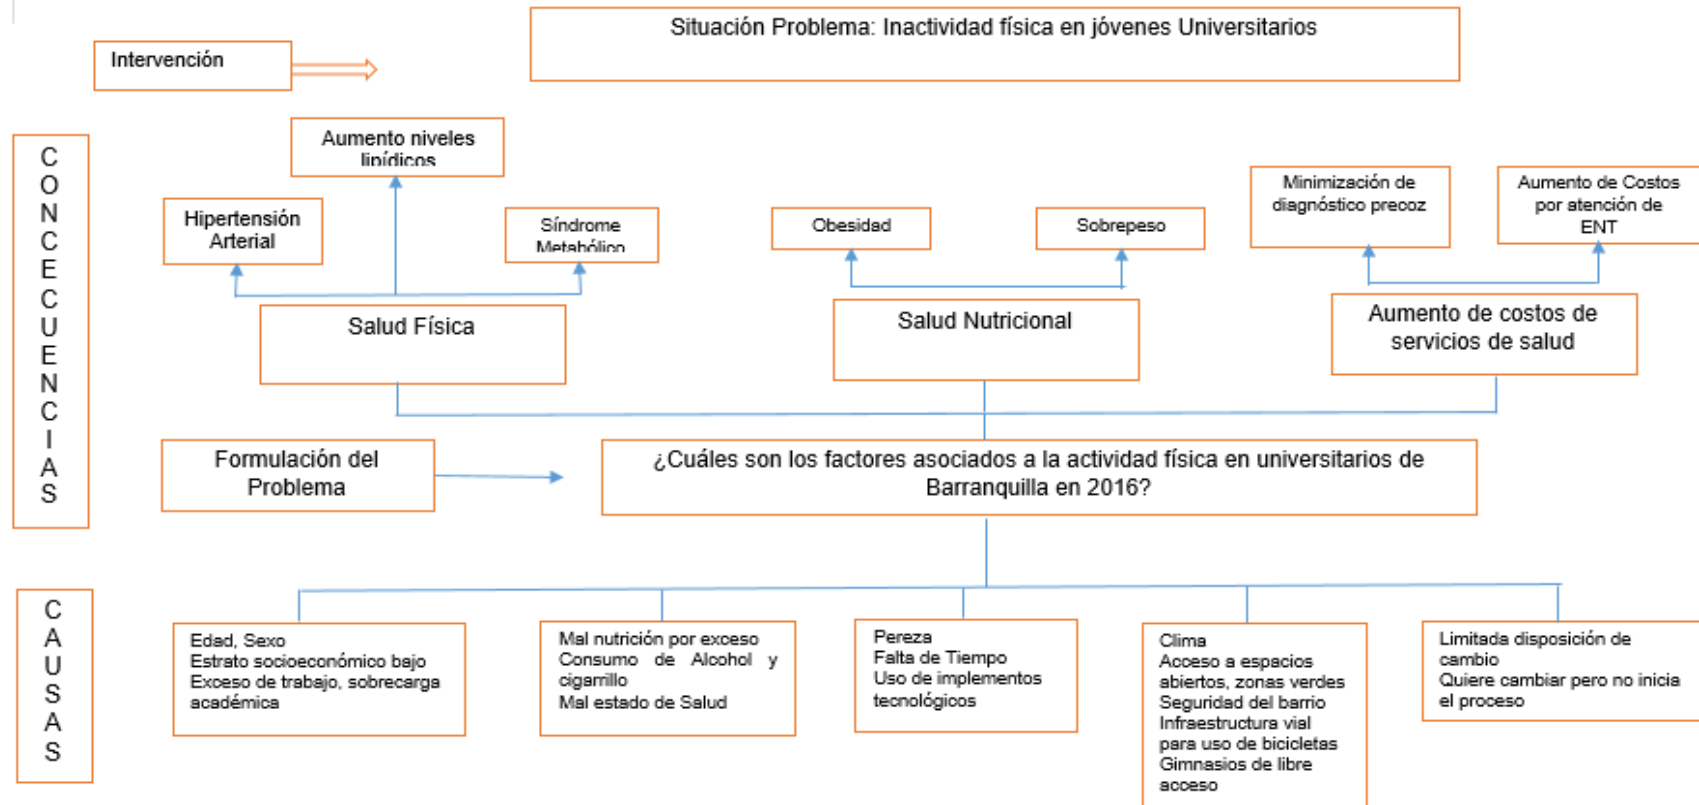 Situación Problema: Inactividad física en jóvenes Universitarios
Intervención
CONCECUENCIAS
Aumento niveles
lipídicos
Hipertensión
Arterial
Síndrome
Metabólico
Obesidad
Sobrepeso
Minimización de
diagnóstico precoz
Aumento de Costos
por atención de
ENT
Salud Física
Salud Nutricional
Aumento de costos de
servicios de salud
Formulación del
Problema
¿Cuáles son los factores asociados a la actividad física en universitarios de
Barranquilla en 2016?
CAUSAS
Edad, Sexo
Estrato socioeconómico bajo
Exceso de trabajo, sobrecarga
académica
Mal nutrición por exceso
Consumo de Alcohol y
cigarrillo
Mal estado de Salud
Pereza
Falta de Tiempo
Uso de implementos
tecnológicos
Clima
Acceso a espacios
abiertos, zonas verdes
Seguridad del barrio
Infraestructura vial
para uso de bicicletas
Gimnasios de libre
acceso
Limitada disposición de
cambio
Quiere cambiar pero no inicia
el proceso